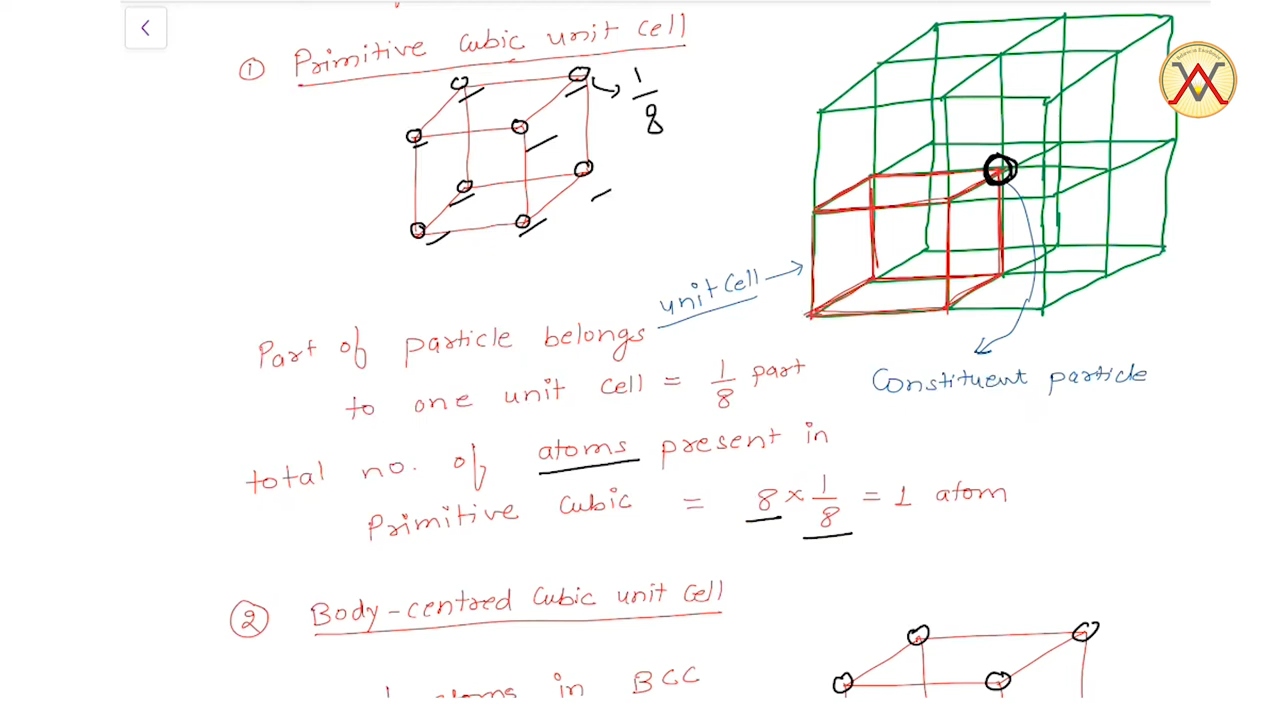 ① Primitive Cubic unit cell
1/8
unit cell
Constituent particle
Part of particle belongs
to one unit cell = 1/8 part
total no. of atoms present in
Primitive Cubic = 8 × 1/8 = 1 atom
② Body-centred Cubic unit cell
atoms in BCC